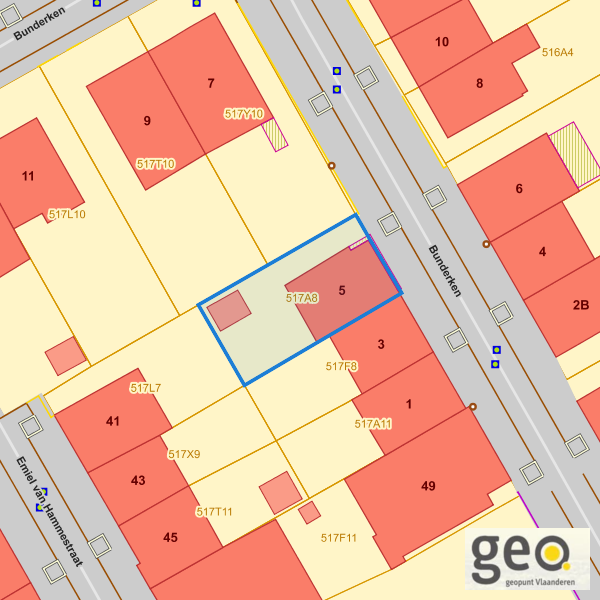 Bunderken
10
516A4
8
7
9
517Y10
517T10
11
6
517L10
4
Bunderken
5
517A8
2B
3
517F8
517L7
1
41
517A11
517X9
43
49
Emiel van Hammestraat
517T11
45
517F11
geo
geopunt Vlaanderen